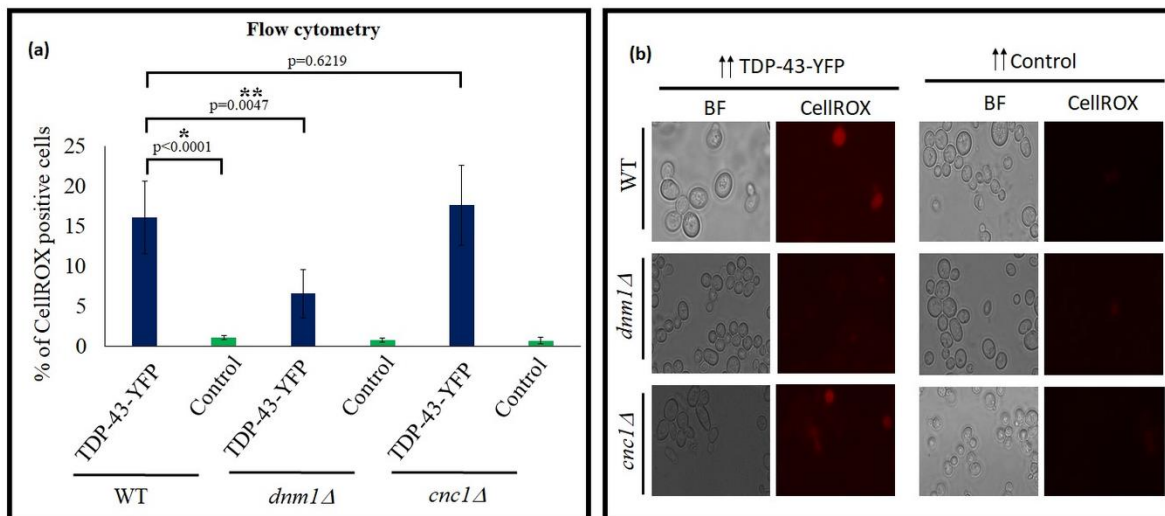 (a)
Flow cytometry
p=0.6219
**
p=0.0047
*
p<0.0001
% of CellROX positive cells
25
20
15
10
5
0
TDP-43-YFP
Control
TDP-43-YFP
Control
TDP-43-YFP
Control
WT
dnm1Δ
cnc1Δ
(b)
↑↑ TDP-43-YFP
↑↑ Control
BF
CellROX
BF
CellROX
WT
dnm1Δ
cnc1Δ